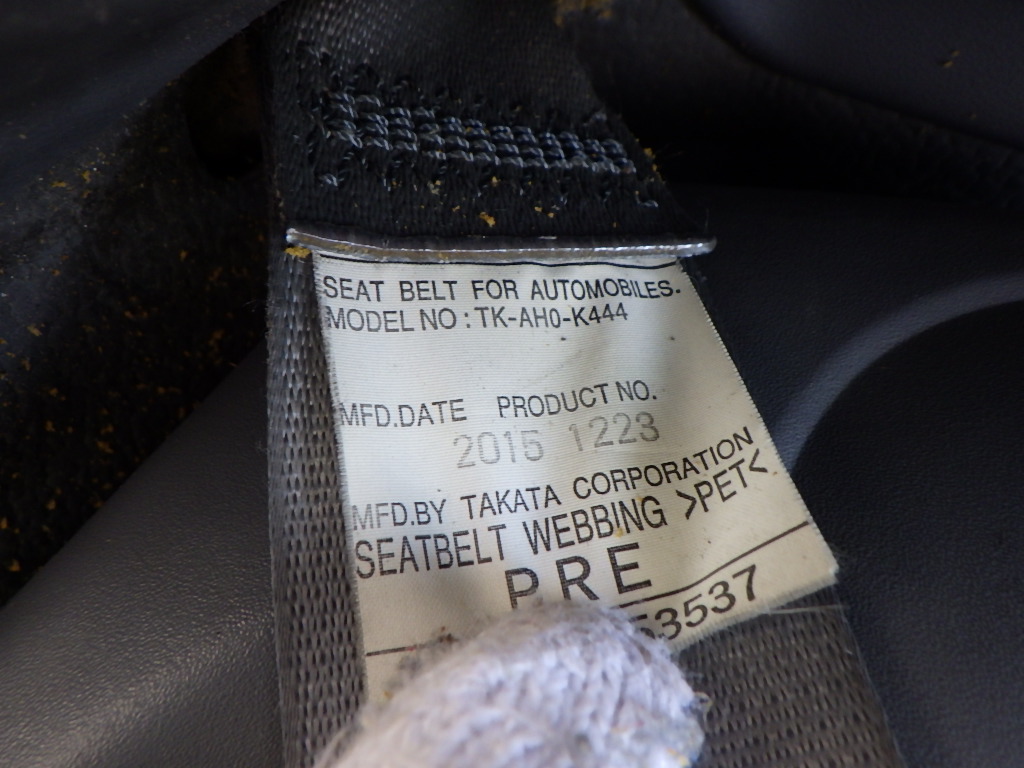 SEAT BELT FOR AUTOMOBILES.
MODEL NO : TK-AH0-K444
MFD.DATE PRODUCT NO.
2015 1223
MFD.BY TAKATA CORPORATION
SEATBELT WEBBING >PET<
PRE
53537